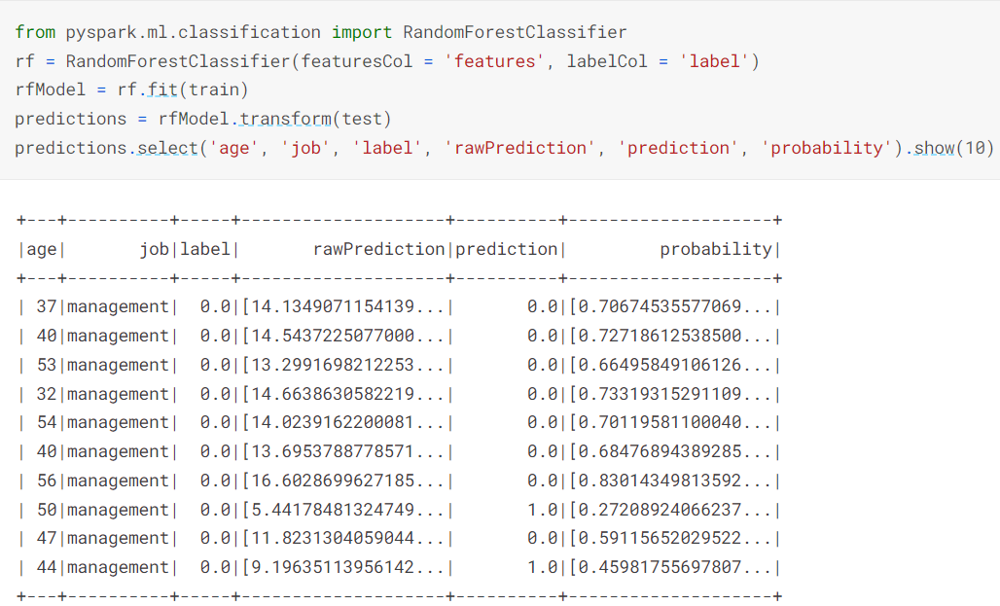 from pyspark.ml.classification import RandomForestClassifier
rf = RandomForestClassifier(featuresCol = 'features', labelCol = 'label')
rfModel = rf.fit(train)
predictions = rfModel.transform(test)
predictions.select('age', 'job', 'label', 'rawPrediction', 'prediction', 'probability').show(10)
+---+----------+-----+--------------------+----------+--------------------+
|age|       job|label|       rawPrediction|prediction|         probability|
+---+----------+-----+--------------------+----------+--------------------+
| 37|management|  0.0|[14.1349071154139...|       0.0|[0.70674535577069...|
| 40|management|  0.0|[14.5437225077000...|       0.0|[0.72718612538500...|
| 53|management|  0.0|[13.2991698212253...|       0.0|[0.66495849106126...|
| 32|management|  0.0|[14.6638630582219...|       0.0|[0.73319315291109...|
| 54|management|  0.0|[14.0239162200081...|       0.0|[0.70119581100040...|
| 40|management|  0.0|[13.6953788778571...|       0.0|[0.68476894389285...|
| 56|management|  0.0|[16.6028699627185...|       0.0|[0.83014349813592...|
| 50|management|  0.0|[5.44178481324749...|       1.0|[0.27208924066237...|
| 47|management|  0.0|[11.8231304059044...|       0.0|[0.59115652029522...|
| 44|management|  0.0|[9.19635113956142...|       1.0|[0.45981755697807...|
+---+----------+-----+--------------------+----------+--------------------+